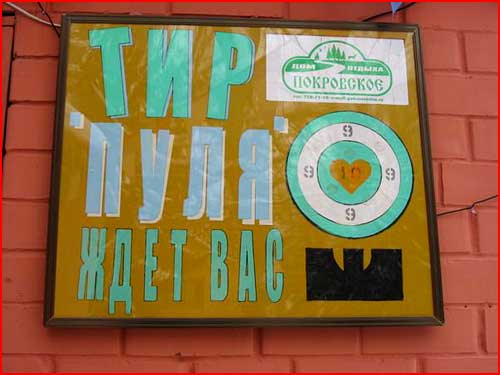 ТИР
"ПУЛЯ"
ЖДЕТ ВАС
ДОМ ОТДЫХА
ПОКРОВСКОЕ
9
9 10 9
9